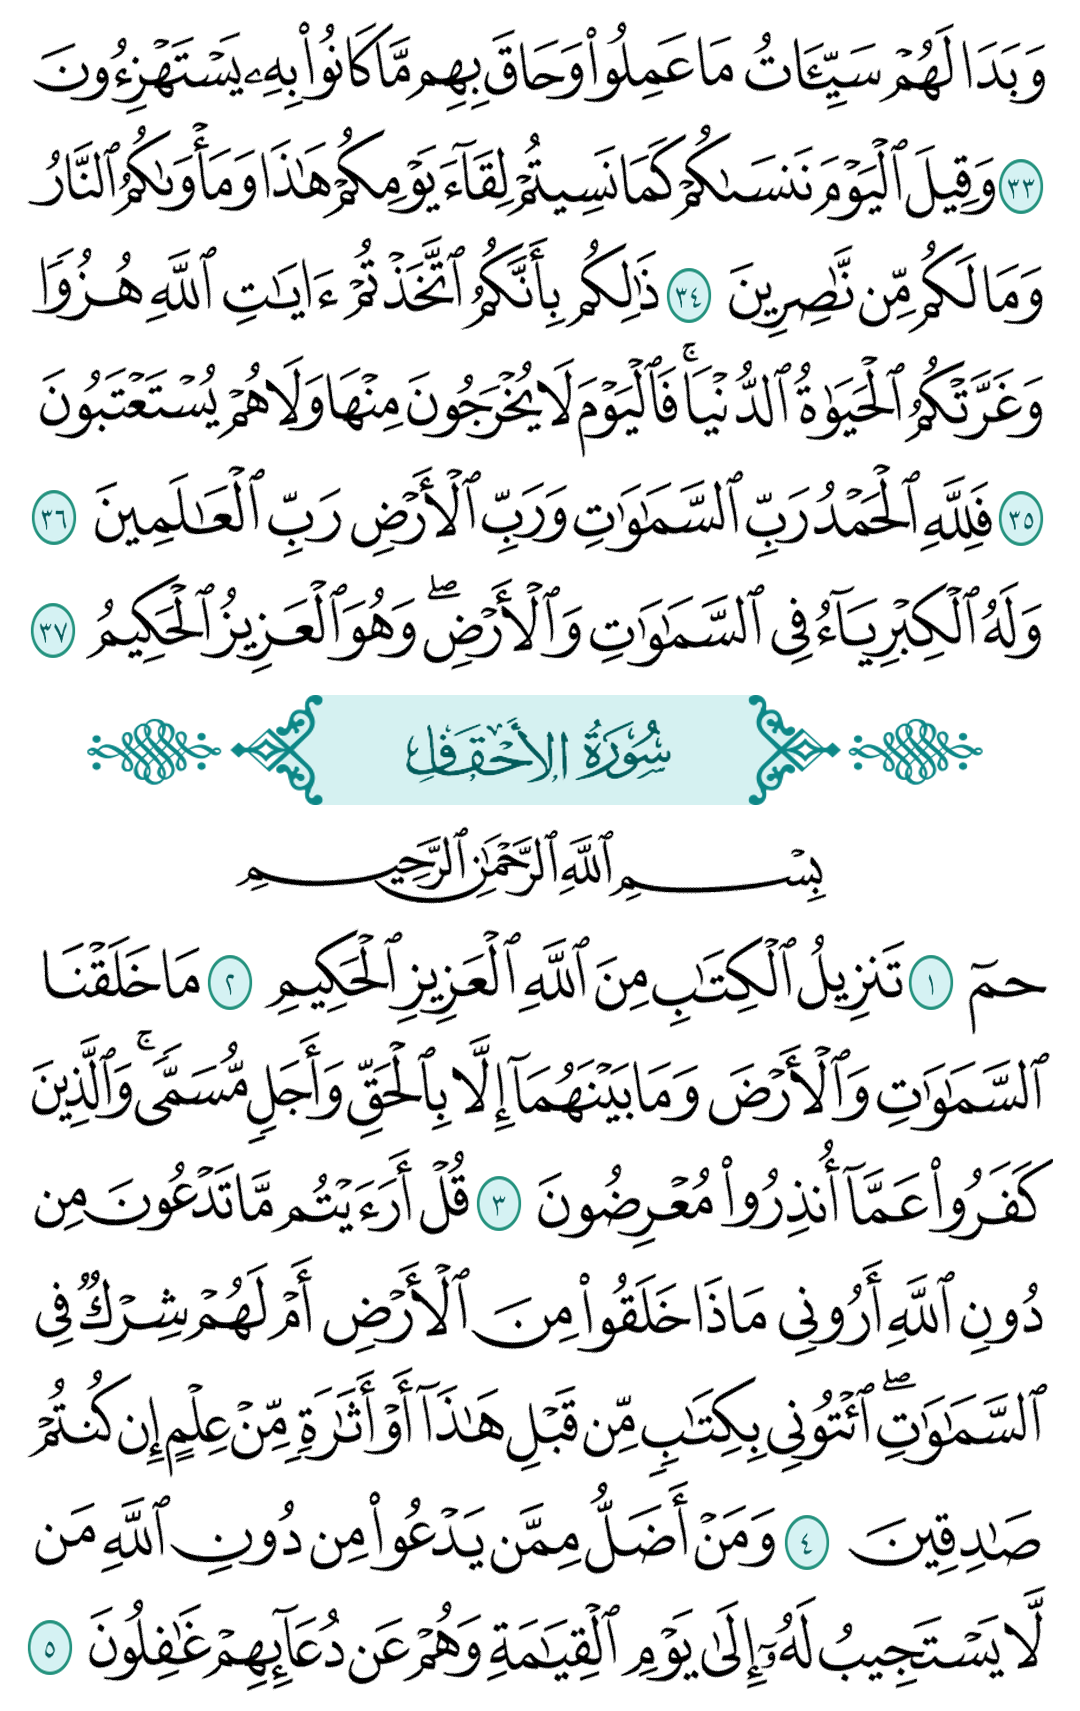 وَبَدَا لَهُمْ سَيِّـَٔاتُ مَا عَمِلُوا۟ وَحَاقَ بِهِم مَّا كَانُوا۟ بِهِۦ يَسْتَهْزِءُونَ
٣٣ وَقِيلَ ٱلْيَوْمَ نَنسَىٰكُمْ كَمَا نَسِيتُمْ لِقَآءَ يَوْمِكُمْ هَٰذَا وَمَأْوَىٰكُمُ ٱلنَّارُ
وَمَا لَكُم مِّن نَّٰصِرِينَ ٣٤ ذَٰلِكُم بِأَنَّكُمُ ٱتَّخَذْتُمْ ءَايَٰتِ ٱللَّهِ هُزُوًا
وَغَرَّتْكُمُ ٱلْحَيَوٰةُ ٱلدُّنْيَا ۚ فَٱلْيَوْمَ لَا يُخْرَجُونَ مِنْهَا وَلَا هُمْ يُسْتَعْتَبُونَ
٣٥ فَلِلَّهِ ٱلْحَمْدُ رَبِّ ٱلسَّمَٰوَٰتِ وَرَبِّ ٱلْأَرْضِ رَبِّ ٱلْعَٰلَمِينَ ٣٦
وَلَهُ ٱلْكِبْرِيَآءُ فِى ٱلسَّمَٰوَٰتِ وَٱلْأَرْضِ ۖ وَهُوَ ٱلْعَزِيزُ ٱلْحَكِيمُ ٣٧
سُورَةُ الأَحْقَافِ
بِسْمِ ٱللَّهِ ٱلرَّحْمَٰنِ ٱلرَّحِيمِ
حمٓ ١ تَنزِيلُ ٱلْكِتَٰبِ مِنَ ٱللَّهِ ٱلْعَزِيزِ ٱلْحَكِيمِ ٢ مَا خَلَقْنَا
ٱلسَّمَٰوَٰتِ وَٱلْأَرْضَ وَمَا بَيْنَهُمَآ إِلَّا بِٱلْحَقِّ وَأَجَلٍ مُّسَمًّى ۚ وَٱلَّذِينَ
كَفَرُوا۟ عَمَّآ أُنذِرُوا۟ مُعْرِضُونَ ٣ قُلْ أَرَءَيْتُم مَّا تَدْعُونَ مِن
دُونِ ٱللَّهِ أَرُونِى مَاذَا خَلَقُوا۟ مِنَ ٱلْأَرْضِ أَمْ لَهُمْ شِرْكٌ فِى
ٱلسَّمَٰوَٰتِ ۖ ٱئْتُونِى بِكِتَٰبٍ مِّن قَبْلِ هَٰذَآ أَوْ أَثَٰرَةٍ مِّنْ عِلْمٍ إِن كُنتُمْ
صَٰدِقِينَ ٤ وَمَنْ أَضَلُّ مِمَّن يَدْعُوا۟ مِن دُونِ ٱللَّهِ مَن
لَّا يَسْتَجِيبُ لَهُۥٓ إِلَىٰ يَوْمِ ٱلْقِيَٰمَةِ وَهُمْ عَن دُعَآئِهِمْ غَٰفِلُونَ ٥